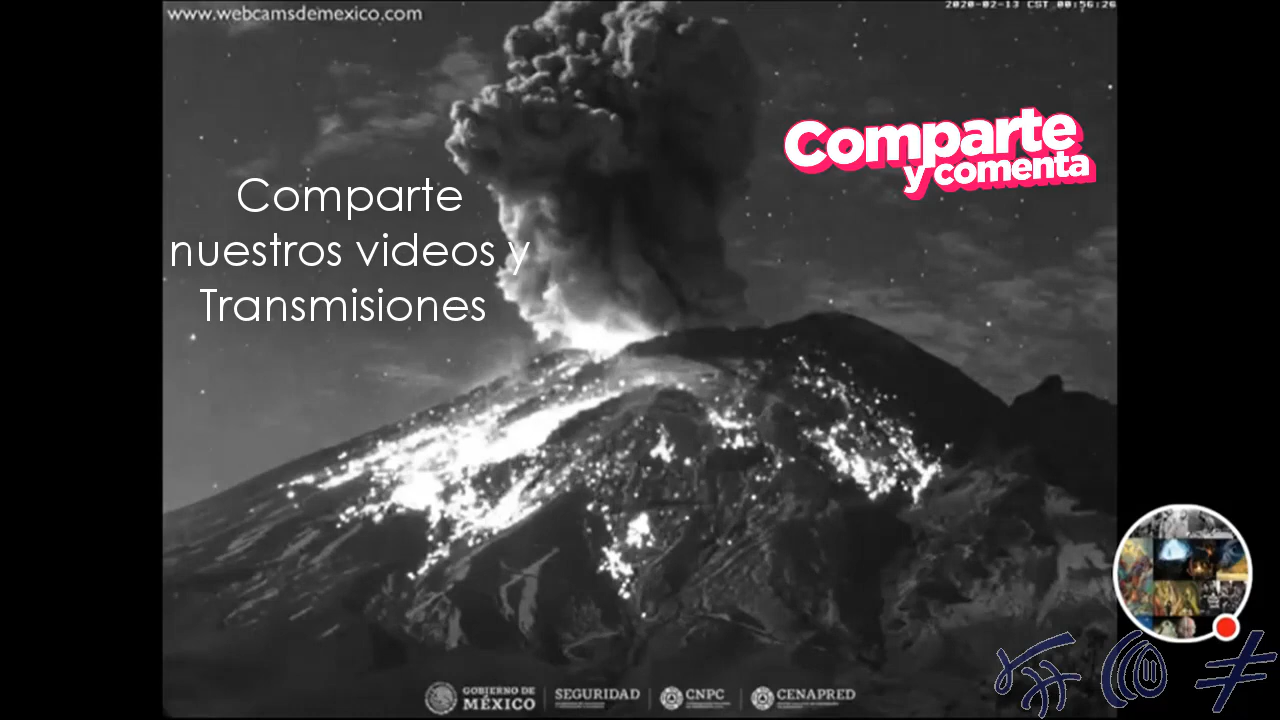 www.webcamsdemexico.com
2020-02-13 CST 00:56:26
Comparte
y comenta
Comparte
nuestros videos y
Transmisiones
GOBIERNO DE
MÉXICO
SEGURIDAD
CNPC
CENAPRED